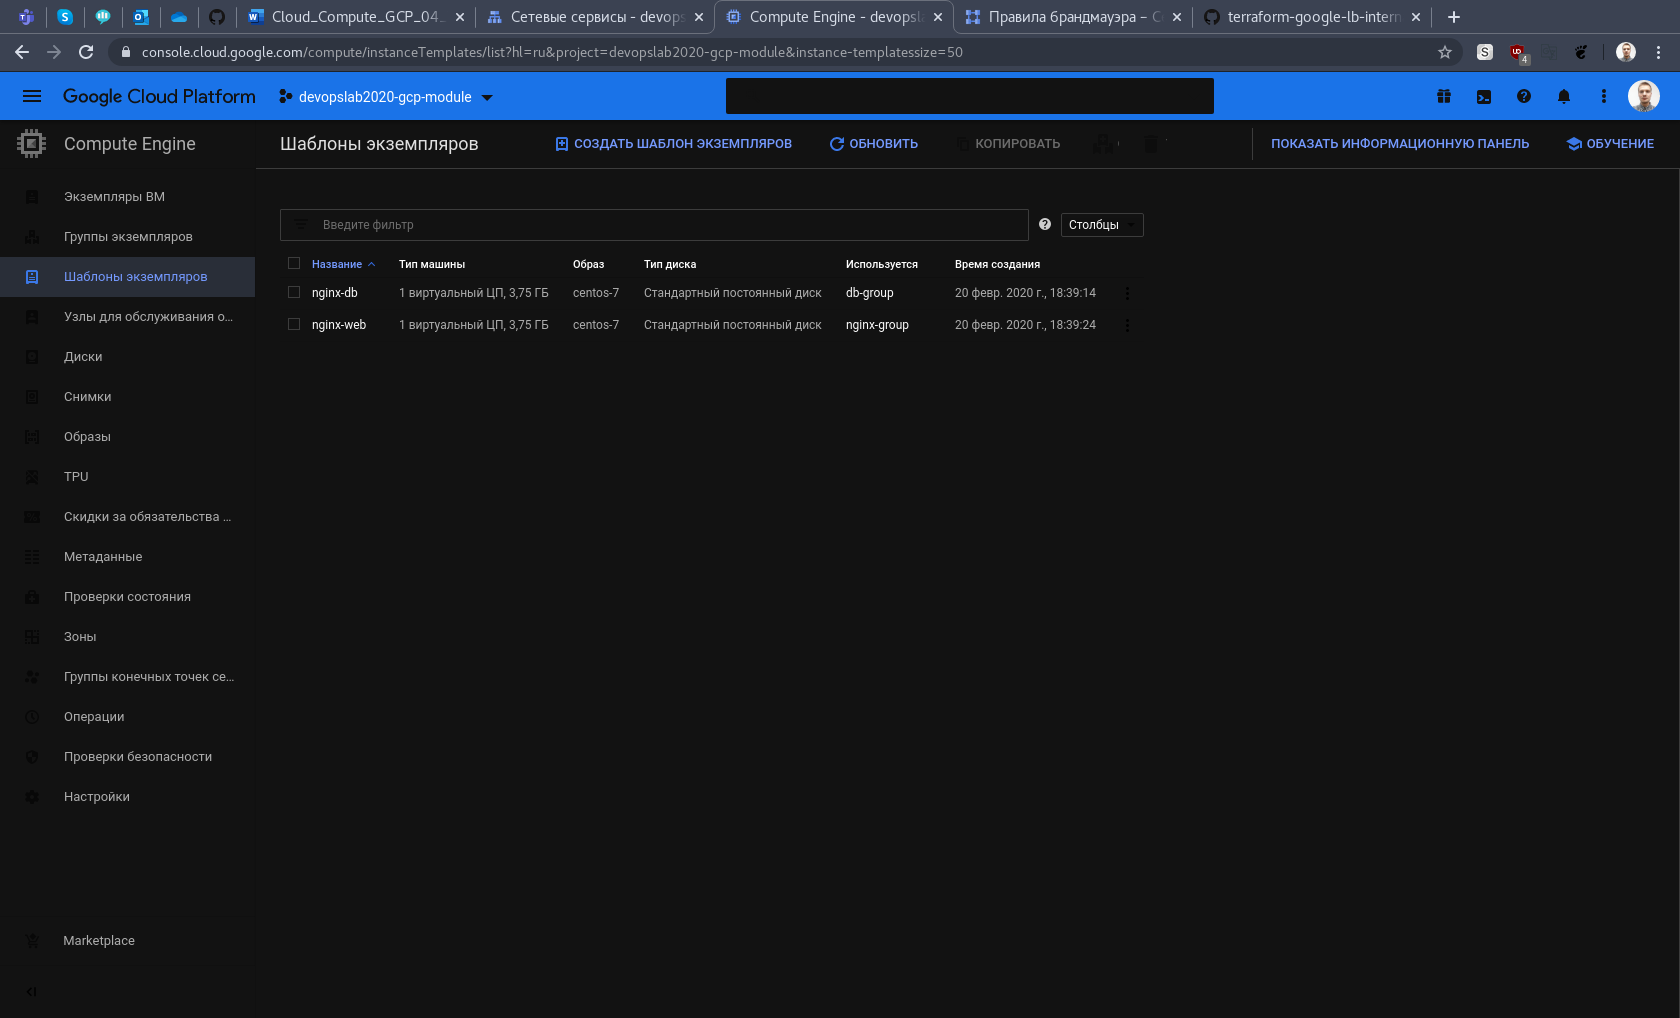 Cloud_Compute_GCP_04_
Сетевые сервисы - devops
Compute Engine - devopsl
Правила брандмауэра – C
terraform-google-lb-intern
console.cloud.google.com/compute/instanceTemplates/list?hl=ru&project=devopslab2020-gcp-module&instance-templatessize=50
4
Google Cloud Platform
devopslab2020-gcp-module
Compute Engine
Шаблоны экземпляров
СОЗДАТЬ ШАБЛОН ЭКЗЕМПЛЯРОВ
ОБНОВИТЬ
КОПИРОВАТЬ
ПОКАЗАТЬ ИНФОРМАЦИОННУЮ ПАНЕЛЬ
ОБУЧЕНИЕ
Экземпляры ВМ
Группы экземпляров
Шаблоны экземпляров
Узлы для обслуживания о...
Диски
Снимки
Образы
TPU
Скидки за обязательства ...
Метаданные
Проверки состояния
Зоны
Группы конечных точек се...
Операции
Проверки безопасности
Настройки
Marketplace
Введите фильтр
Столбцы
Название Тип машины Образ Тип диска Используется Время создания
nginx-db 1 виртуальный ЦП, 3,75 ГБ centos-7 Стандартный постоянный диск db-group 20 февр. 2020 г., 18:39:14
nginx-web 1 виртуальный ЦП, 3,75 ГБ centos-7 Стандартный постоянный диск nginx-group 20 февр. 2020 г., 18:39:24